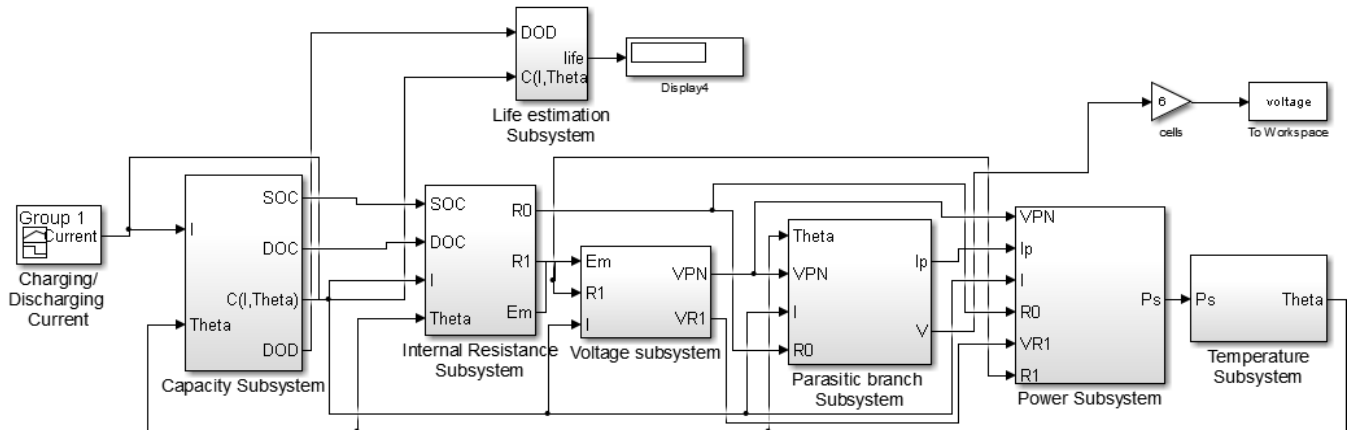 DOD
life
C(I,Theta
Life estimation
Subsystem
Display4
6
cells
voltage
To Workspace
Group 1
Current
Charging/
Discharging
Current
I
Theta
SOC
DOC
C(I,Theta)
DOD
Capacity Subsystem
SOC
DOC
I
Theta
R0
R1
Em
Internal Resistance
Subsystem
Em
R1
I
VPN
VR1
Voltage subsystem
Theta
VPN
I
R0
Ip
V
Parasitic branch
Subsystem
VPN
Ip
I
R0
VR1
R1
Ps
Power Subsystem
Ps
Theta
Temperature
Subsystem